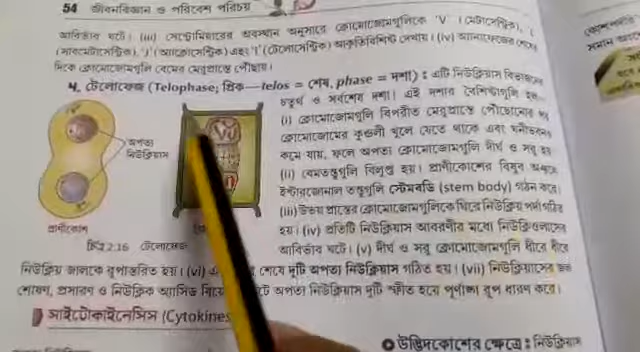 54 জীবনবিজ্ঞান ও পরিবেশ পরিচয়
আবির্ভাব ঘটে। (iii) সেন্ট্রোমিয়ারের অবস্থান অনুসারে ক্রোমোজোমগুলিকে 'V' (মেটাসেন্ট্রিক),
(সাবমেটাসেন্ট্রিক), 'J' (অ্যাক্রোসেন্ট্রিক) এবং 'I' (টেলোসেন্ট্রিক) আকৃতিবিশিষ্ট দেখায়। (iv) অ্যানাফেজের শেষের
দিকে ক্রোমোজোমগুলি বেমের মেরুপ্রান্তে পৌঁছায়।
৪. টেলোফেজ (Telophase; গ্রিক—telos = শেষ, phase = দশা) : এটি নিউক্লিয়াস বিভাজনের
চতুর্থ ও সর্বশেষ দশা। এই দশার বৈশিষ্ট্যগুলি হল
(i) ক্রোমোজোমগুলি বিপরীত মেরুপ্রান্তে পৌঁছোনোর পর
ক্রোমোজোমের কুণ্ডলী খুলে যেতে থাকে এবং ঘনীভবন
কমে যায়, ফলে অপত্য ক্রোমোজোমগুলি দীর্ঘ ও সরু হয়
(ii) বেমতন্তুগুলি বিলুপ্ত হয়। প্রাণীকোশের বিষুব অঞ্চলে
ইন্টারজোনাল তন্তুগুলি স্টেমবডি (stem body) গঠন করে।
(iii) উভয় প্রান্তের ক্রোমোজোমগুলিকে ঘিরে নিউক্লিয় পর্দা গঠিত
হয়। (iv) প্রতিটি নিউক্লিয়াস আবরণীর মধ্যে নিউক্লিওলাসের
আবির্ভাব ঘটে। (v) দীর্ঘ ও সরু ক্রোমোজোমগুলি ধীরে ধীরে
অপত্য
নিউক্লিয়াস
প্রাণীকোশ
চিত্র 2.16 টেলোফেজ
নিউক্লিয় জালকে রূপান্তরিত হয়। (vi) শেষে দুটি অপত্য নিউক্লিয়াস গঠিত হয়। (vii) নিউক্লিয়াসের জল
শোষণ, প্রসারণ ও নিউক্লিক অ্যাসিড অপত্য নিউক্লিয়াস দুটি স্ফীত হয়ে পূর্ণাঙ্গ রূপ ধারণ করে।
সাইটোকাইনেসিস (Cytokines
উদ্ভিদকোশের ক্ষেত্রে : নিউক্লিয়াস